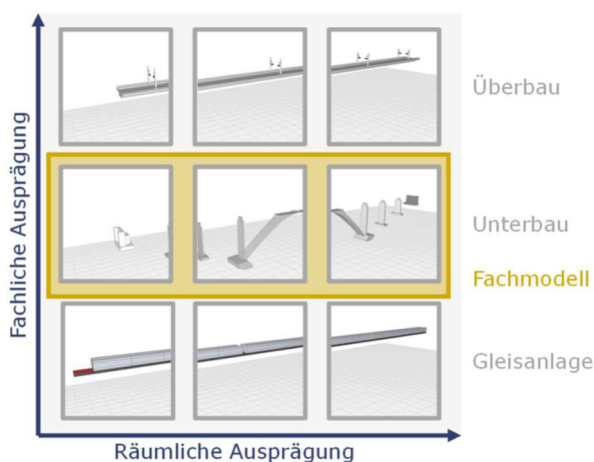 Fachliche Ausprägung
Überbau
Unterbau
Fachmodell
Gleisanlage
Räumliche Ausprägung